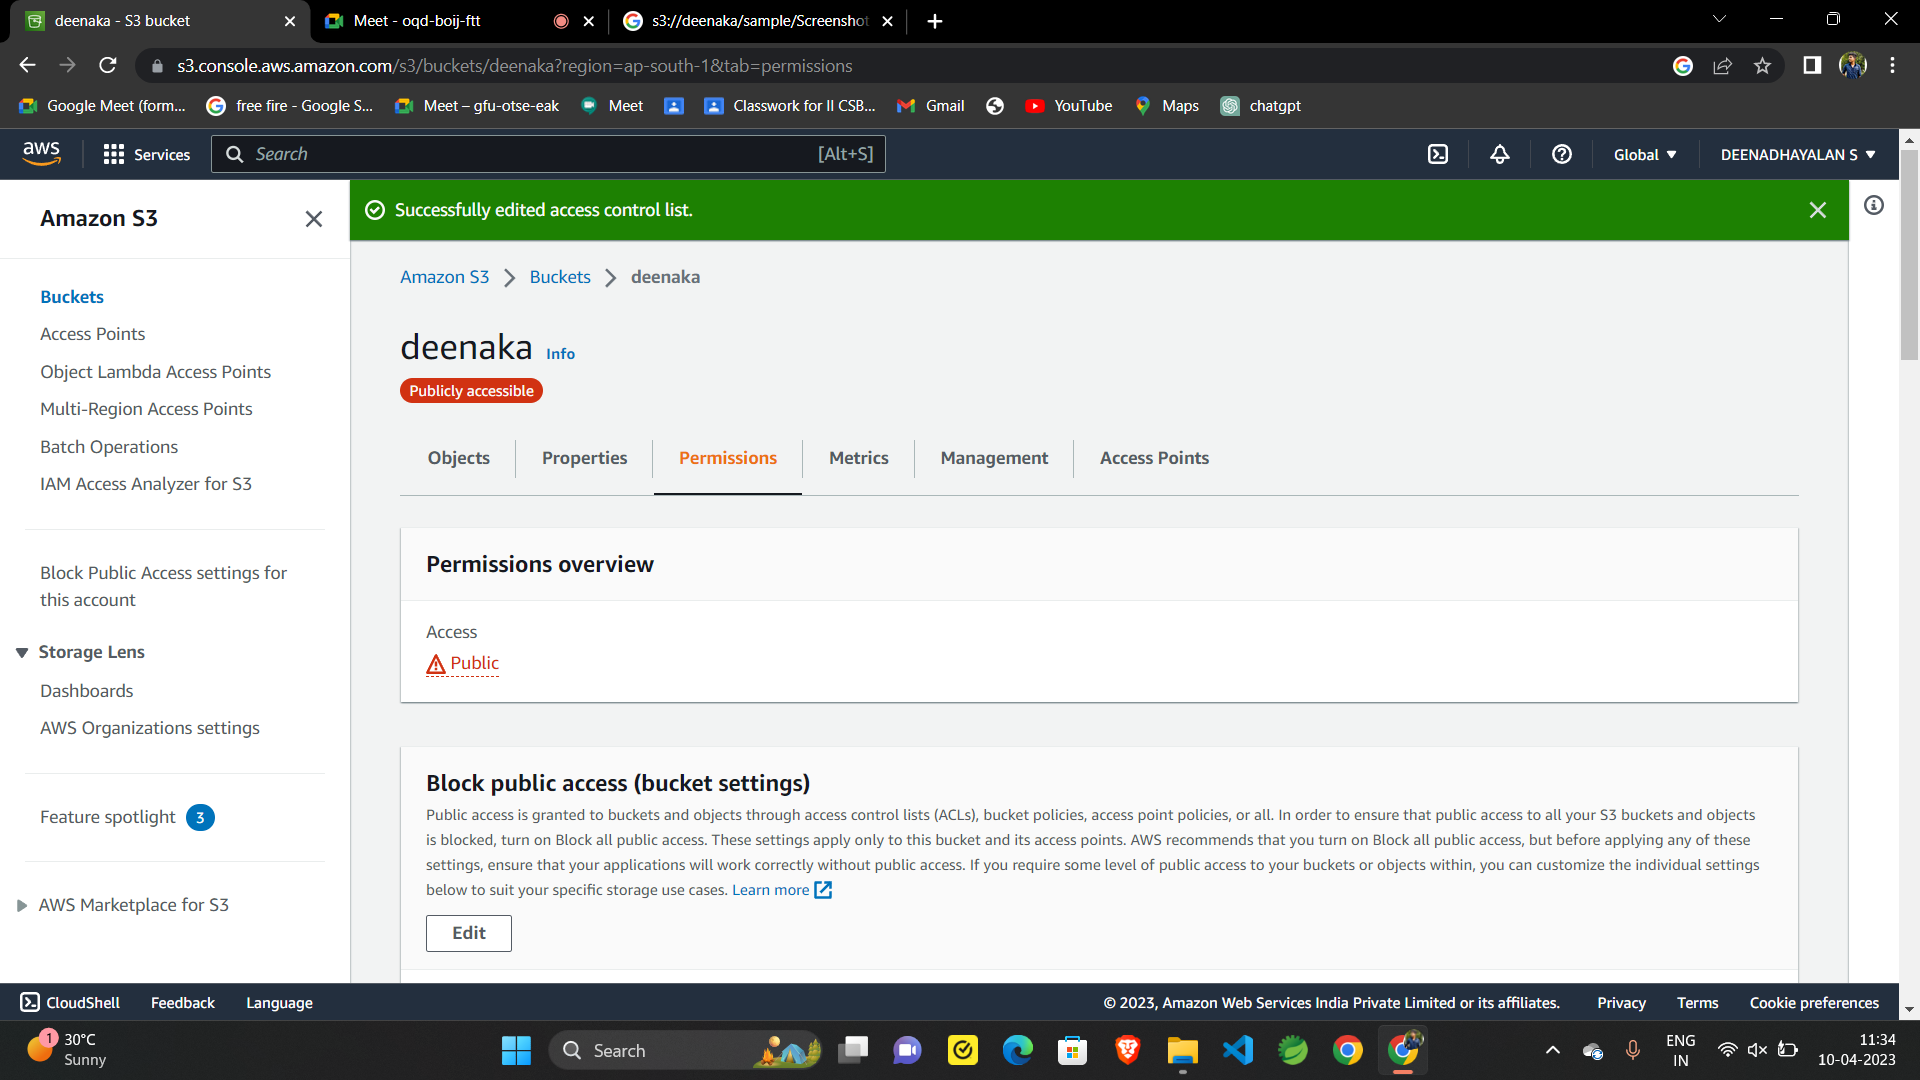 deenaka - S3 bucket
Meet - oqd-boij-ftt
s3://deenaka/sample/Screenshot
s3.console.aws.amazon.com/s3/buckets/deenaka?region=ap-south-1&tab=permissions
Google Meet (form...
free fire - Google S...
Meet – gfu-otse-eak
Meet
Classwork for II CSB...
Gmail
YouTube
Maps
chatgpt
aws
Services
Search
[Alt+S]
Global
DEENADHAYALAN S
Amazon S3
Successfully edited access control list.
Buckets
Access Points
Object Lambda Access Points
Multi-Region Access Points
Batch Operations
IAM Access Analyzer for S3
Block Public Access settings for
this account
Storage Lens
Dashboards
AWS Organizations settings
Feature spotlight 3
AWS Marketplace for S3
Amazon S3 > Buckets > deenaka
deenaka Info
Publicly accessible
Objects
Properties
Permissions
Metrics
Management
Access Points
Permissions overview
Access
Public
Block public access (bucket settings)
Public access is granted to buckets and objects through access control lists (ACLs), bucket policies, access point policies, or all. In order to ensure that public access to all your S3 buckets and objects
is blocked, turn on Block all public access. These settings apply only to this bucket and its access points. AWS recommends that you turn on Block all public access, but before applying any of these
settings, ensure that your applications will work correctly without public access. If you require some level of public access to your buckets or objects within, you can customize the individual settings
below to suit your specific storage use cases. Learn more
Edit
CloudShell
Feedback
Language
© 2023, Amazon Web Services India Private Limited or its affiliates.
Privacy
Terms
Cookie preferences
1
30°C
Sunny
Search
ENG
IN
11:34
10-04-2023